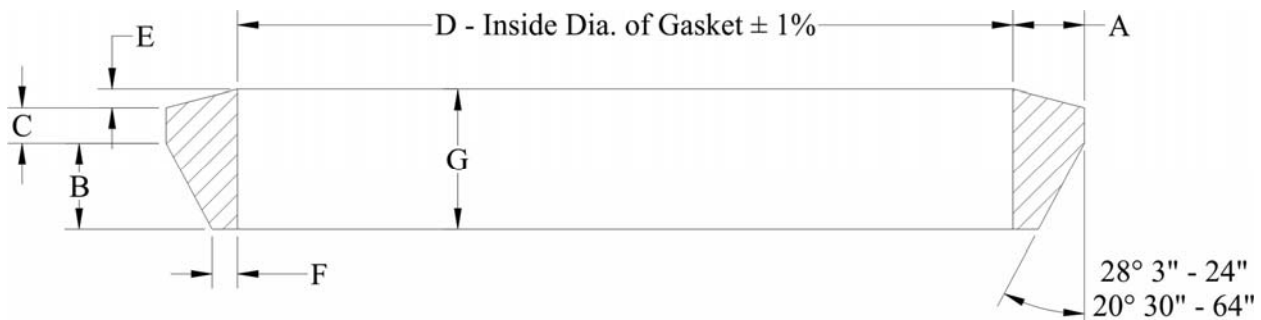 D - Inside Dia. of Gasket ± 1%
A
E
C
G
B
F
28° 3" - 24"
20° 30" - 64"